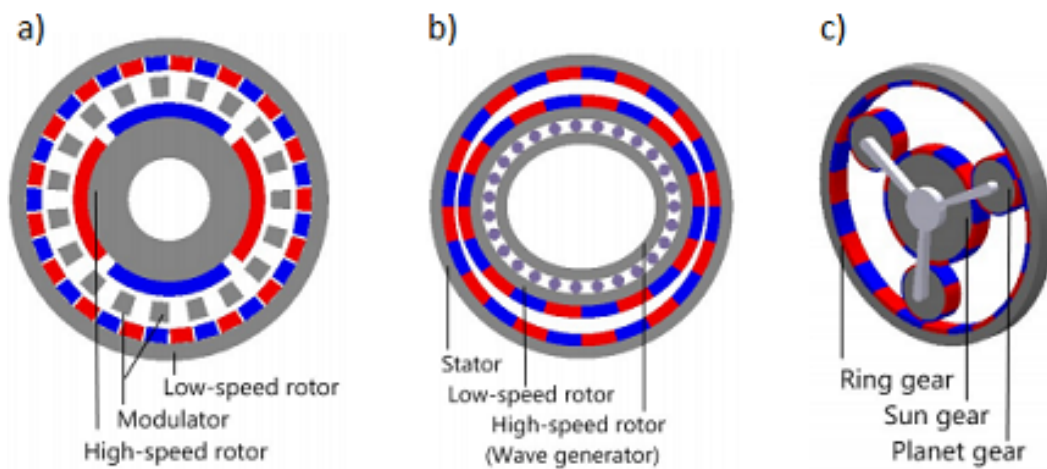 a)
Low-speed rotor
Modulator
High-speed rotor
b)
Stator
Low-speed rotor
High-speed rotor
(Wave generator)
c)
Ring gear
Sun gear
Planet gear